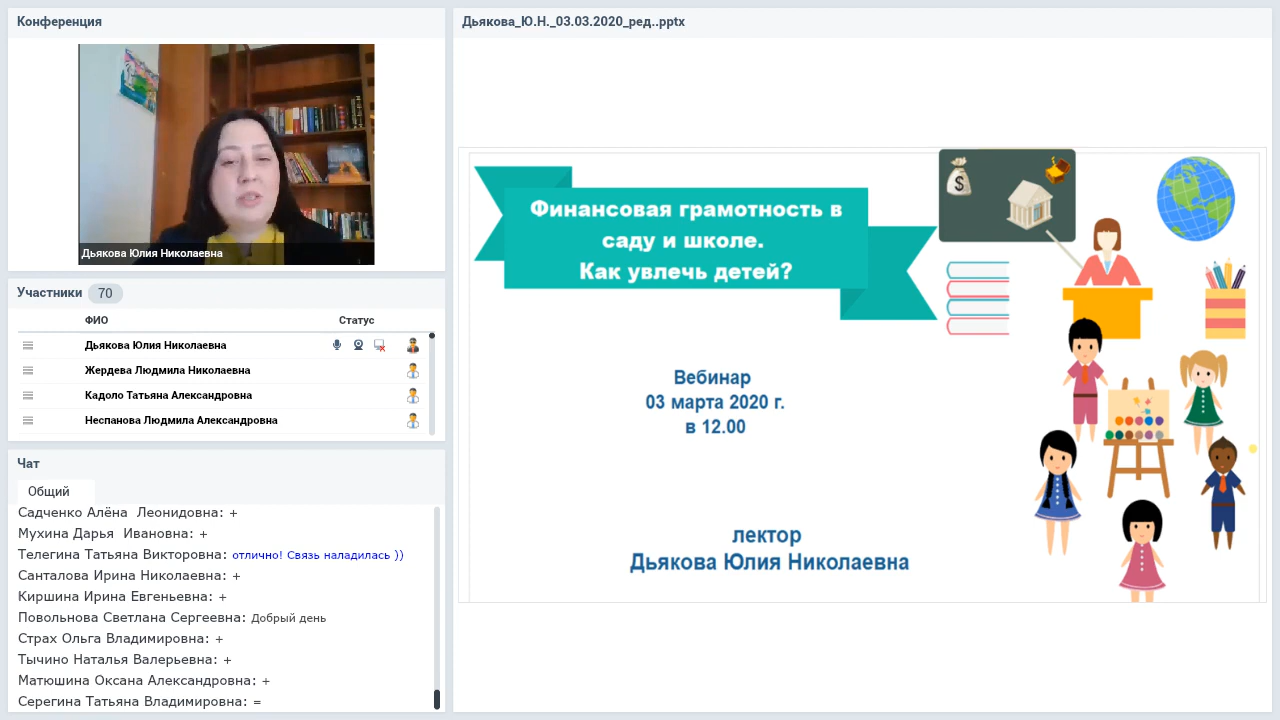 Конференция
Дьякова Юлия Николаевна
Участники 70
ФИО Статус
Дьякова Юлия Николаевна
Жердева Людмила Николаевна
Кадоло Татьяна Александровна
Неспанова Людмила Александровна
Чат
Общий
Садченко Алёна  Леонидовна: +
Мухина Дарья  Ивановна: +
Телегина Татьяна Викторовна: отлично! Связь наладилась ))
Санталова Ирина Николаевна: +
Киршина Ирина Евгеньевна: +
Повольнова Светлана Сергеевна: Добрый день
Страх Ольга Владимировна: +
Тычино Наталья Валерьевна: +
Матюшина Оксана Александровна: +
Серегина Татьяна Владимировна: =
Дьякова_Ю.Н._03.03.2020_ред..pptx
Финансовая грамотность в
саду и школе.
Как увлечь детей?
$
Вебинар
03 марта 2020 г.
в 12.00
лектор
Дьякова Юлия Николаевна